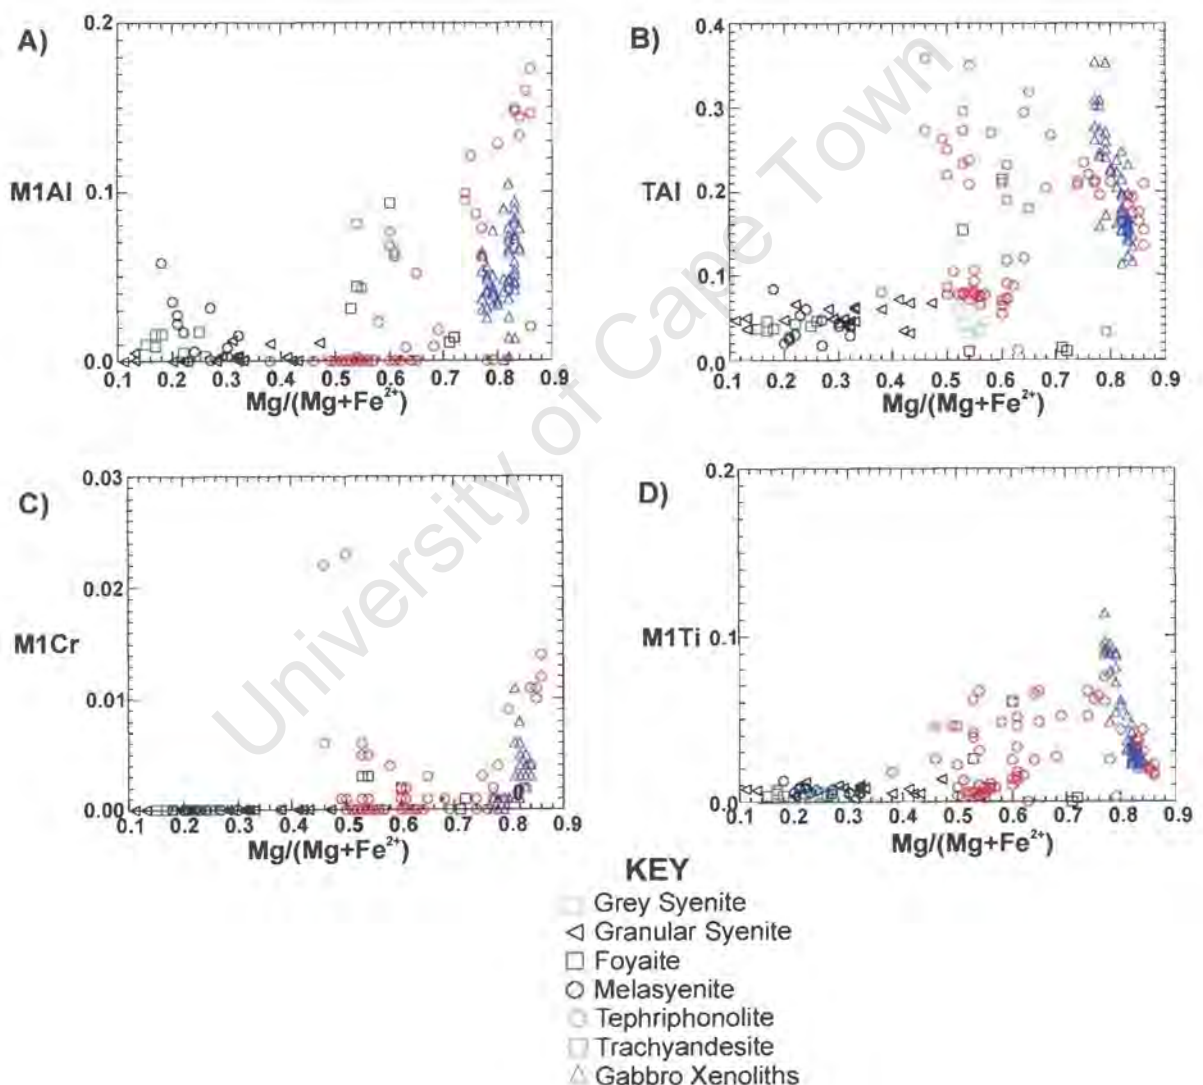 A)
0.2
M1Al
0.1
0.0
0.1 0.2 0.3 0.4 0.5 0.6 0.7 0.8 0.9
Mg/(Mg+Fe²⁺)
B)
0.4
0.3
TAl
0.2
0.1
0.0
0.1 0.2 0.3 0.4 0.5 0.6 0.7 0.8 0.9
Mg/(Mg+Fe²⁺)
C)
0.03
0.02
M1Cr
0.01
0.00
0.1 0.2 0.3 0.4 0.5 0.6 0.7 0.8 0.9
Mg/(Mg+Fe²⁺)
D)
0.2
M1Ti
0.1
0.0
0.1 0.2 0.3 0.4 0.5 0.6 0.7 0.8 0.9
Mg/(Mg+Fe²⁺)
KEY
Grey Syenite
Granular Syenite
Foyaite
Melasyenite
Tephriphonolite
Trachyandesite
Gabbro Xenoliths
University of Cape Town